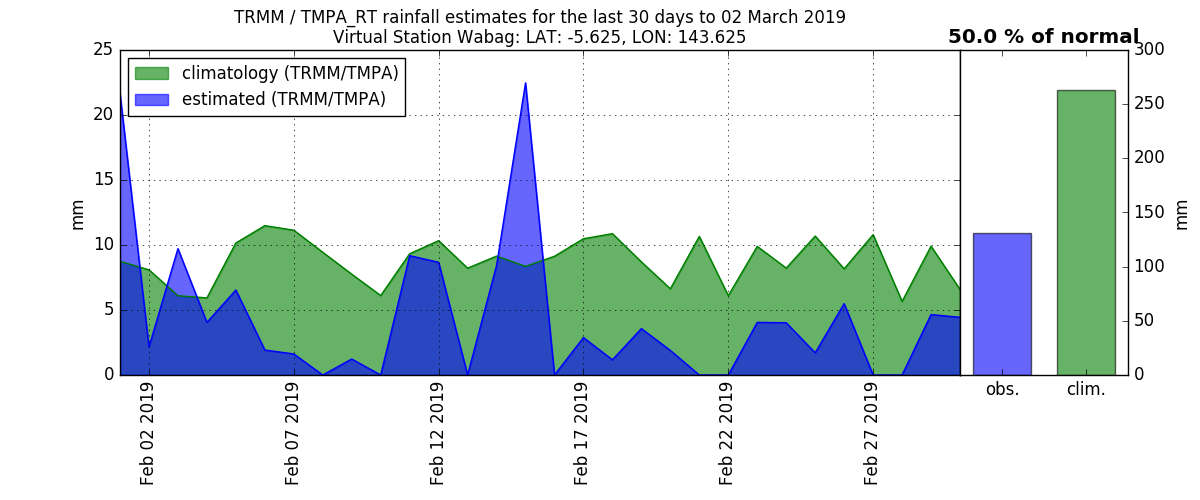 TRMM / TMPA_RT rainfall estimates for the last 30 days to 02 March 2019
Virtual Station Wabag: LAT: -5.625, LON: 143.625
50.0 % of normal
climatology (TRMM/TMPA)
estimated (TRMM/TMPA)
25
20
15
10
5
0
mm
Feb 02 2019
Feb 07 2019
Feb 12 2019
Feb 17 2019
Feb 22 2019
Feb 27 2019
obs.
clim.
300
250
200
150
100
50
0
mm